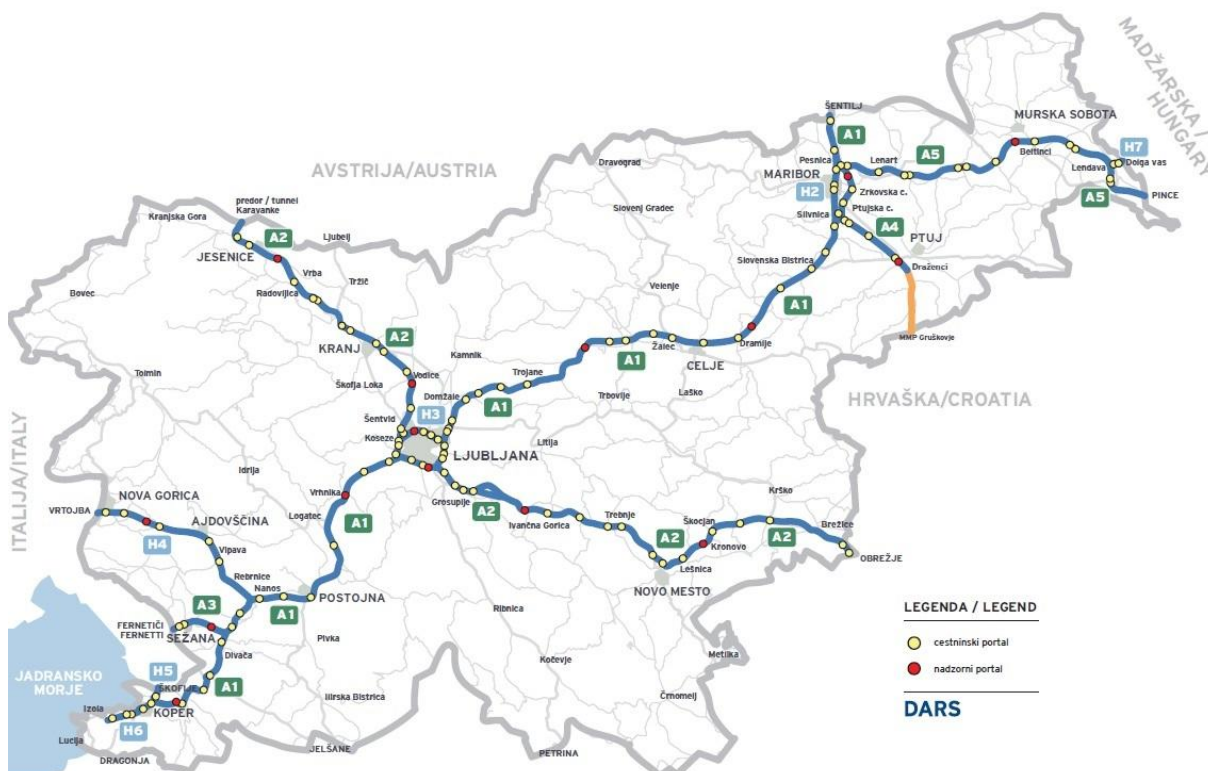 MADŽARSKA /
HUNGARY
ŠENTILJ
A1
MURSKA SOBOTA
H7
Dolga vas
Beltinci
Lendava
A5
PINCE
Pesnica
Lenart
A5
MARIBOR
H2
Zrkovska c.
Ptujska c.
Slivnica
A4
PTUJ
Draženci
MMP Gruškovje
Dravograd
Slovenj Gradec
AVSTRIJA/AUSTRIA
predor / tunnel
Karavanke
Kranjska Gora
Ljubelj
A2
JESENICE
Vrba
Tržič
Radovljica
Bovec
Slovenska Bistrica
Velenje
A1
A2
KRANJ
Kamnik
A1
Žalec
Dramlje
CELJE
Tolmin
Škofja Loka
Vodice
Trojane
Domžale
A1
Trbovlje
Laško
HRVAŠKA/CROATIA
H3
Šentvid
Koseze
LJUBLJANA
Litija
ITALIJA/ITALY
Idrija
Vrhnika
Grosuplje
NOVA GORICA
VRTOJBA
AJDOVŠČINA
Logatec
A1
A2
Ivančna Gorica
Trebnje
Krško
Škocjan
A2
Kronovo
A2
Brežice
OBREŽJE
H4
Vipava
Rebrnice
Nanos
A1
POSTOJNA
Lešnica
NOVO MESTO
A3
FERNETIČI
FERNETTI
SEŽANA
Ribnica
Divača
Pivka
Kočevje
Metlika
Črnomelj
JADRANSKO
MORJE
H5
ŠKOFIJE
A1
KOPER
Izola
H6
Lucija
DRAGONJA
Ilirska Bistrica
JELŠANE
PETRINA
LEGENDA / LEGEND
cestninski portal
nadzorni portal
DARS